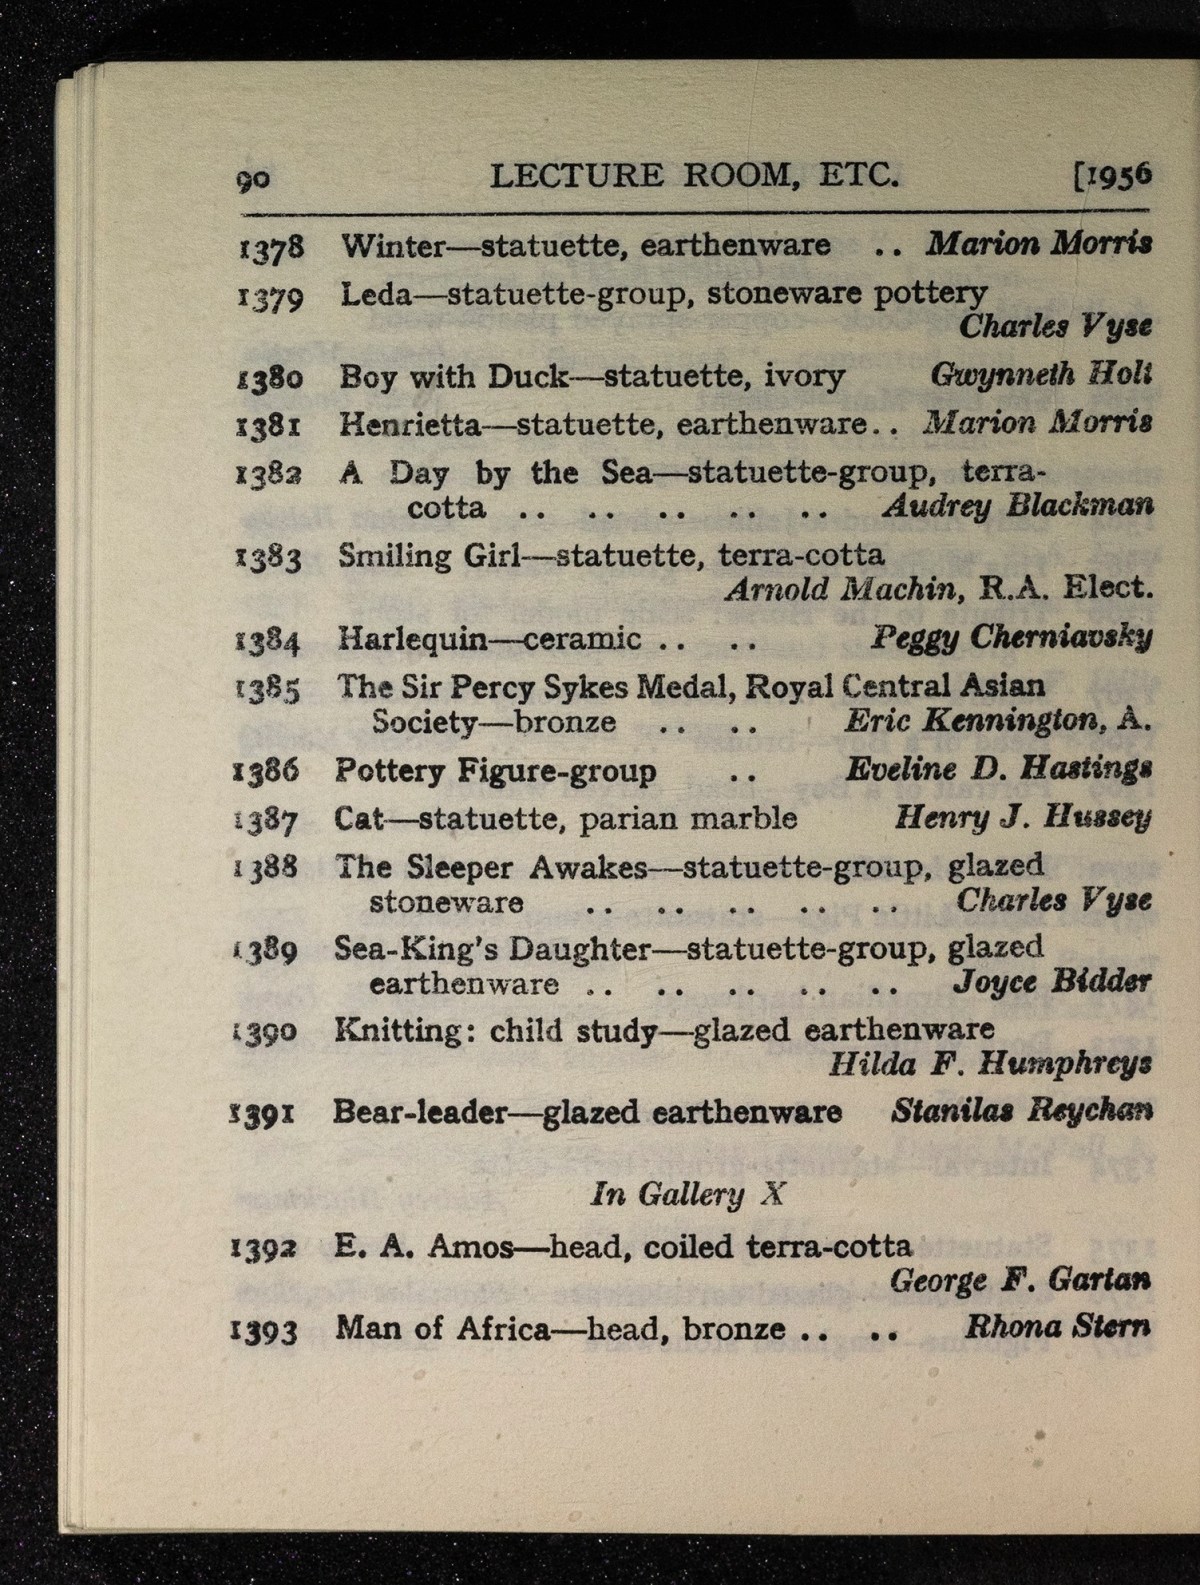 90 LECTURE ROOM, ETC. [1956
1378 Winter—statuette, earthenware .. Marion Morris
1379 Leda—statuette-group, stoneware pottery
Charles Vyse
1380 Boy with Duck—statuette, ivory Gwynneth Holt
1381 Henrietta—statuette, earthenware.. Marion Morris
1382 A Day by the Sea—statuette-group, terra-
cotta .. .. .. .. .. Audrey Blackman
1383 Smiling Girl—statuette, terra-cotta
Arnold Machin, R.A. Elect.
1384 Harlequin—ceramic .. .. Peggy Cherniavsky
1385 The Sir Percy Sykes Medal, Royal Central Asian
Society—bronze .. .. Eric Kennington, A.
1386 Pottery Figure-group .. Eveline D. Hastings
1387 Cat—statuette, parian marble Henry J. Hussey
1388 The Sleeper Awakes—statuette-group, glazed
stoneware .. .. .. .. .. Charles Vyse
1389 Sea-King's Daughter—statuette-group, glazed
earthenware .. .. .. .. .. Joyce Bidder
1390 Knitting: child study—glazed earthenware
Hilda F. Humphreys
1391 Bear-leader—glazed earthenware Stanilas Reychan
In Gallery X
1392 E. A. Amos—head, coiled terra-cotta
George F. Gartan
1393 Man of Africa—head, bronze .. .. Rhona Stern